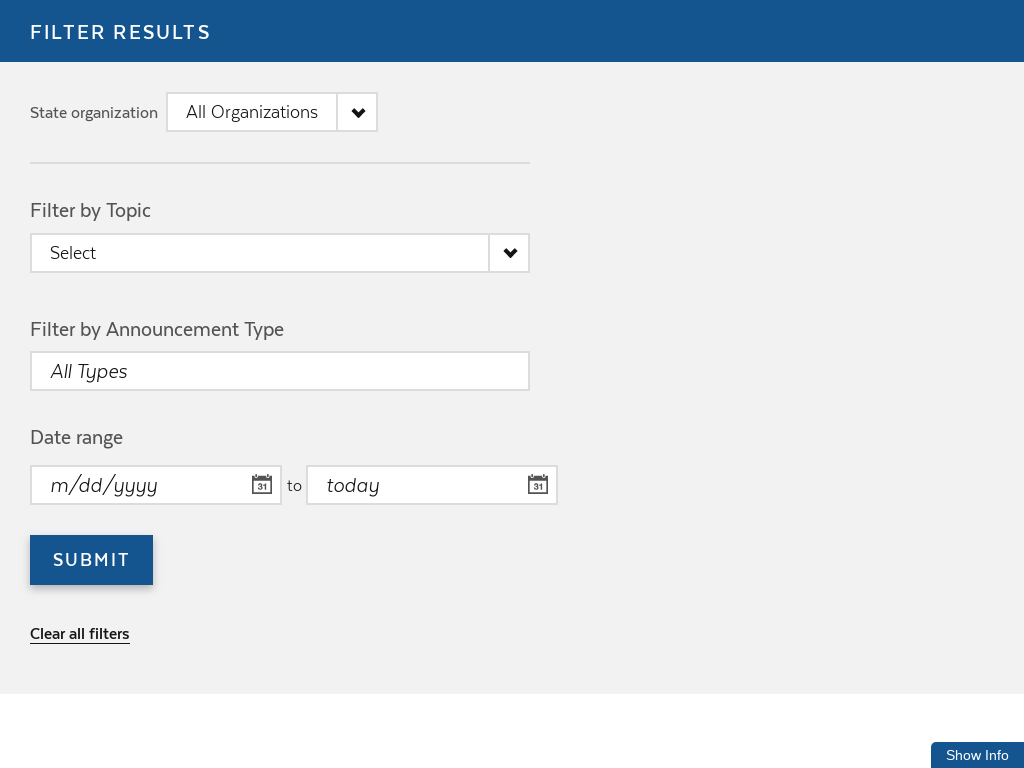 FILTER RESULTS
State organization All Organizations
Filter by Topic
Select
Filter by Announcement Type
All Types
Date range
m/dd/yyyy 31 to today 31
SUBMIT
Clear all filters
Show Info